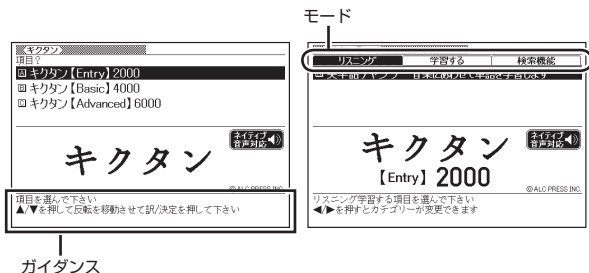 モード
キクタン
項目?
A キクタン【Entry】2000
B キクタン【Basic】4000
C キクタン【Advanced】6000
キクタン
ネイティブ
音声対応
© ALC PRESS INC.
項目を選んで下さい
▲/▼を押して反転を移動させて訳/決定を押して下さい
ガイダンス
リスニング 学習する 検索機能
キクタン
【Entry】2000
ネイティブ
音声対応
© ALC PRESS INC.
リスニング学習する項目を選んで下さい
◀/▶を押すとカテゴリーが変更できます